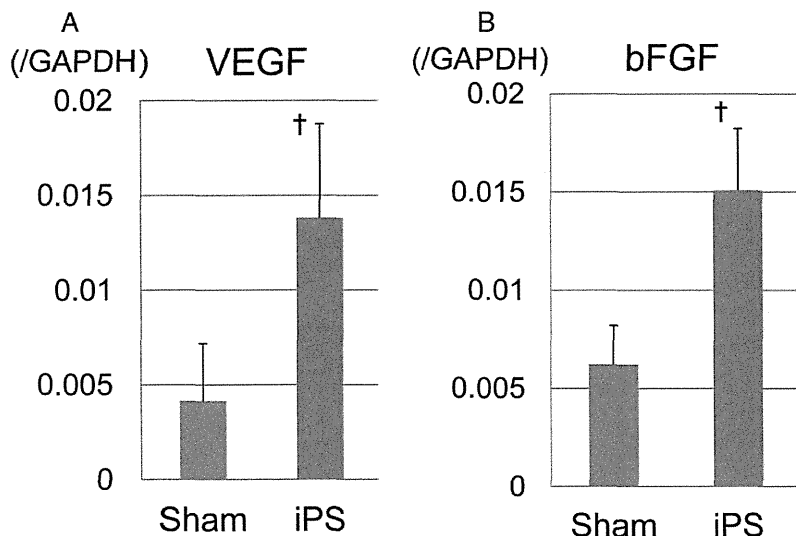 A
(/GAPDH) VEGF
0.02
†
0.015
0.01
0.005
0
Sham iPS
B
(/GAPDH) bFGF
0.02
†
0.015
0.01
0.005
0
Sham iPS